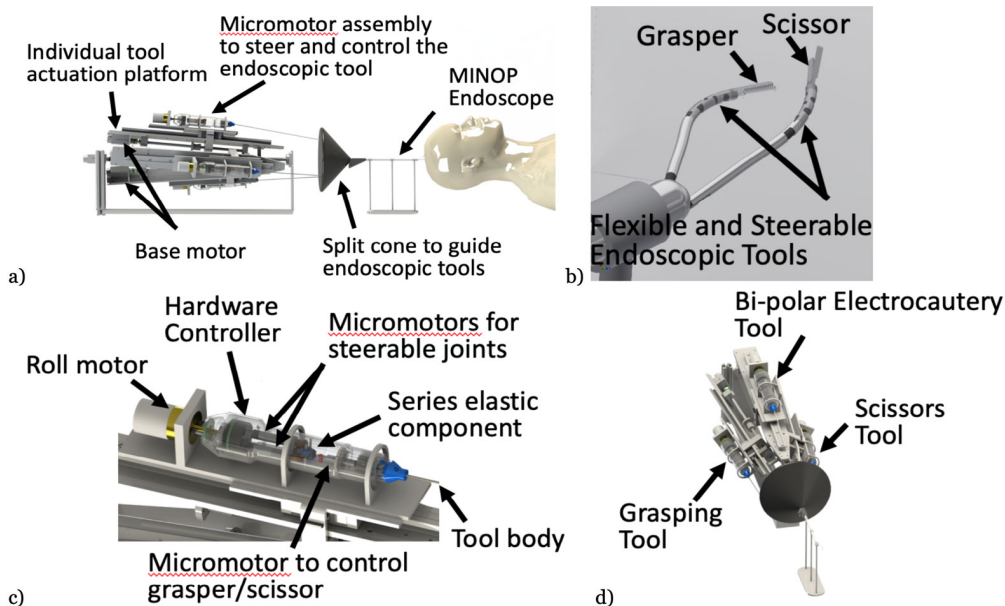 Micromotor assembly
to steer and control the
endoscopic tool
Individual tool
actuation platform
MINOP
Endoscope
Base motor
Split cone to guide
endoscopic tools
a)
Grasper
Scissor
Flexible and Steerable
Endoscopic Tools
b)
Hardware
Controller
Micromotors for
steerable joints
Roll motor
Series elastic
component
Tool body
Micromotor to control
grasper/scissor
c)
Bi-polar Electrocautery
Tool
Scissors
Tool
Grasping
Tool
d)